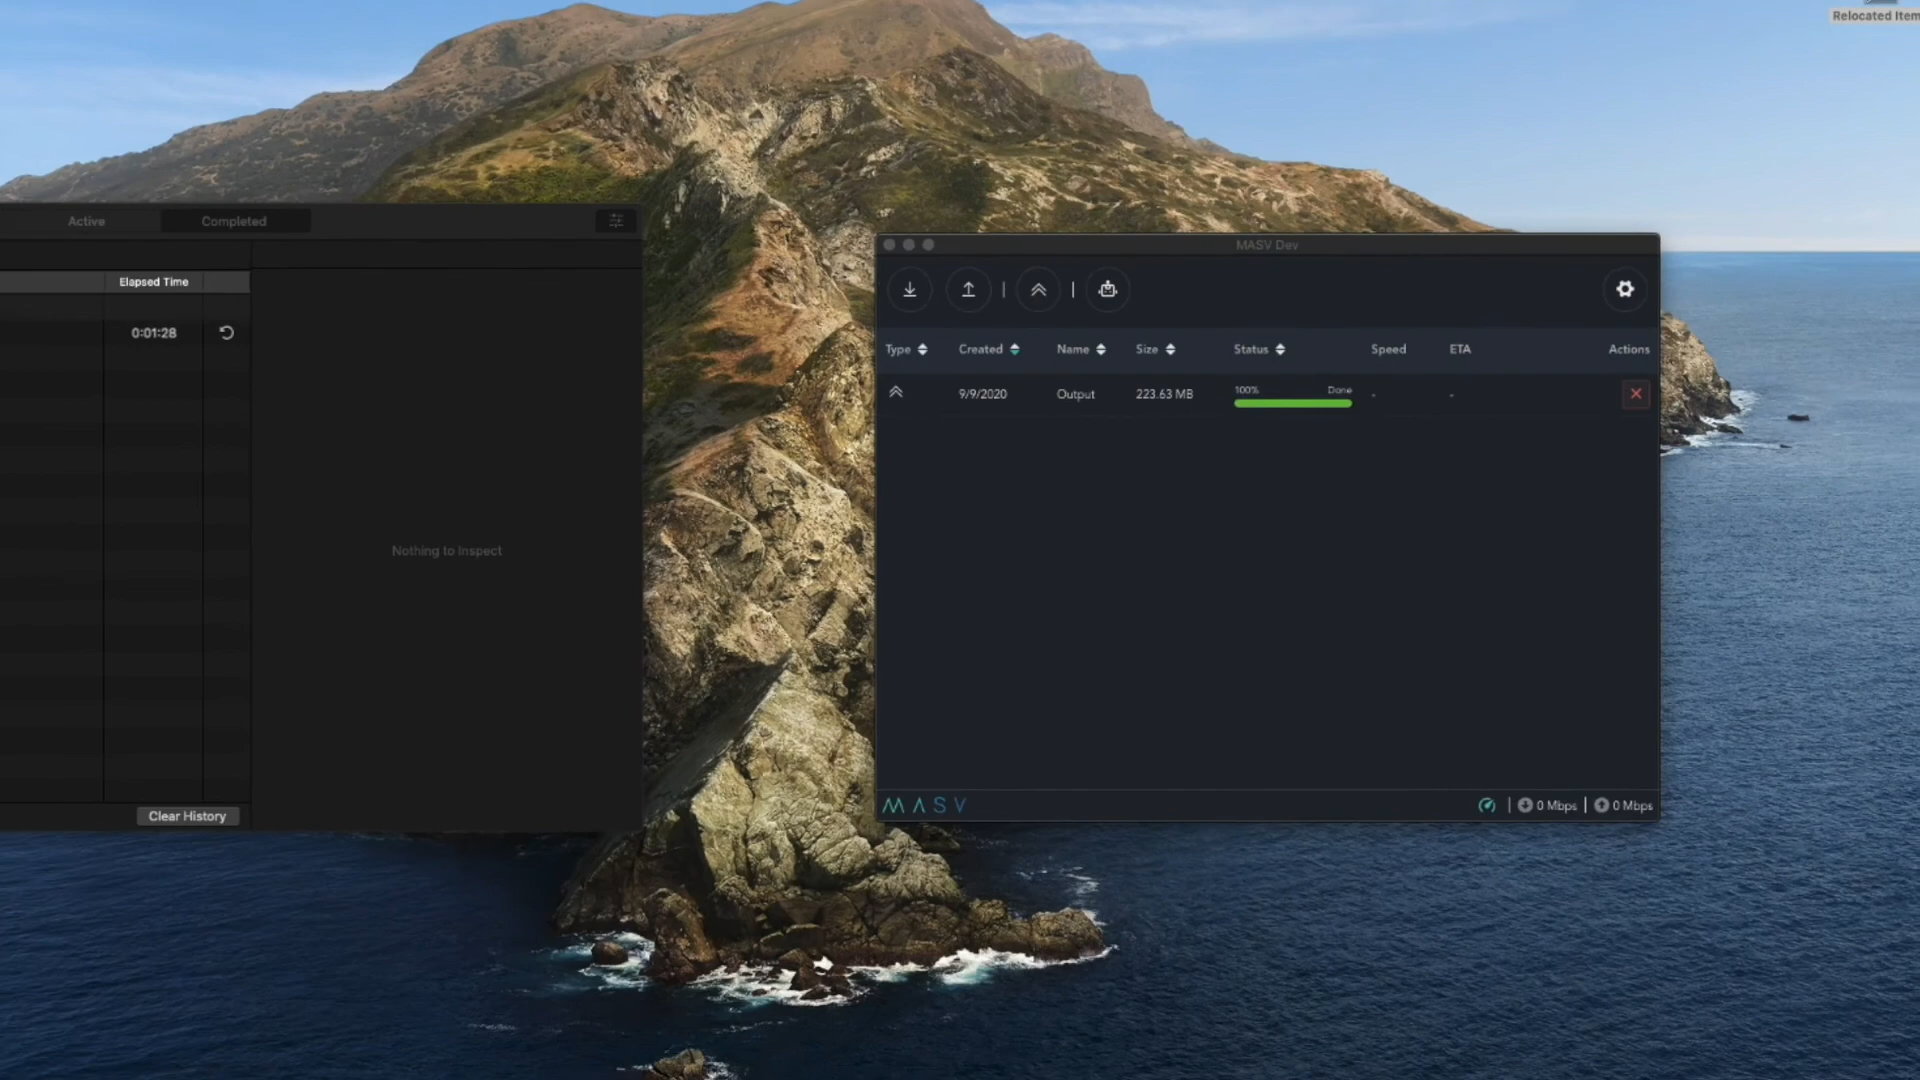 Relocated Item
Active Completed
Elapsed Time
0:01:28
Nothing to Inspect
Clear History
MASV Dev
Type Created Name Size Status Speed ETA Actions
9/9/2020 Output 223.63 MB 100% Done - -
MASV 0 Mbps 0 Mbps